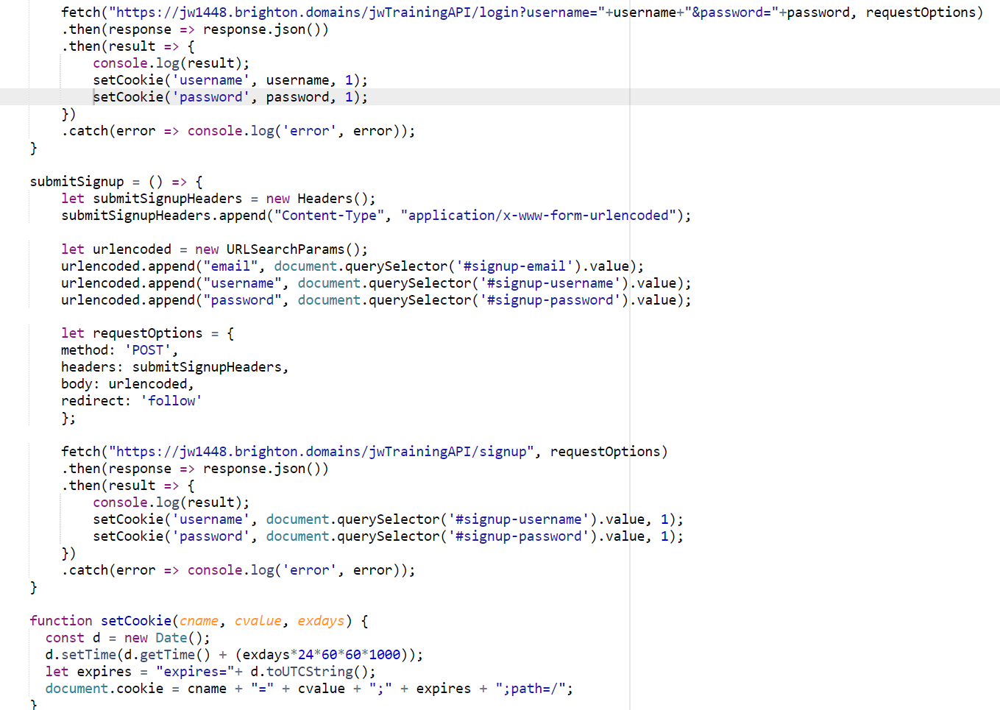 fetch("https://jw1448.brighton.domains/jwTrainingAPI/login?username="+username+"&password="+password, requestOptions)
.then(response => response.json())
.then(result => {
console.log(result);
setCookie('username', username, 1);
setCookie('password', password, 1);
})
.catch(error => console.log('error', error));
}
submitSignup = () => {
let submitSignupHeaders = new Headers();
submitSignupHeaders.append("Content-Type", "application/x-www-form-urlencoded");
let urlencoded = new URLSearchParams();
urlencoded.append("email", document.querySelector('#signup-email').value);
urlencoded.append("username", document.querySelector('#signup-username').value);
urlencoded.append("password", document.querySelector('#signup-password').value);
let requestOptions = {
method: 'POST',
headers: submitSignupHeaders,
body: urlencoded,
redirect: 'follow'
};
fetch("https://jw1448.brighton.domains/jwTrainingAPI/signup", requestOptions)
.then(response => response.json())
.then(result => {
console.log(result);
setCookie('username', document.querySelector('#signup-username').value, 1);
setCookie('password', document.querySelector('#signup-password').value, 1);
})
.catch(error => console.log('error', error));
}
function setCookie(cname, cvalue, exdays) {
const d = new Date();
d.setTime(d.getTime() + (exdays*24*60*60*1000));
let expires = "expires="+ d.toUTCString();
document.cookie = cname + "=" + cvalue + ";" + expires + ";path=/";
}